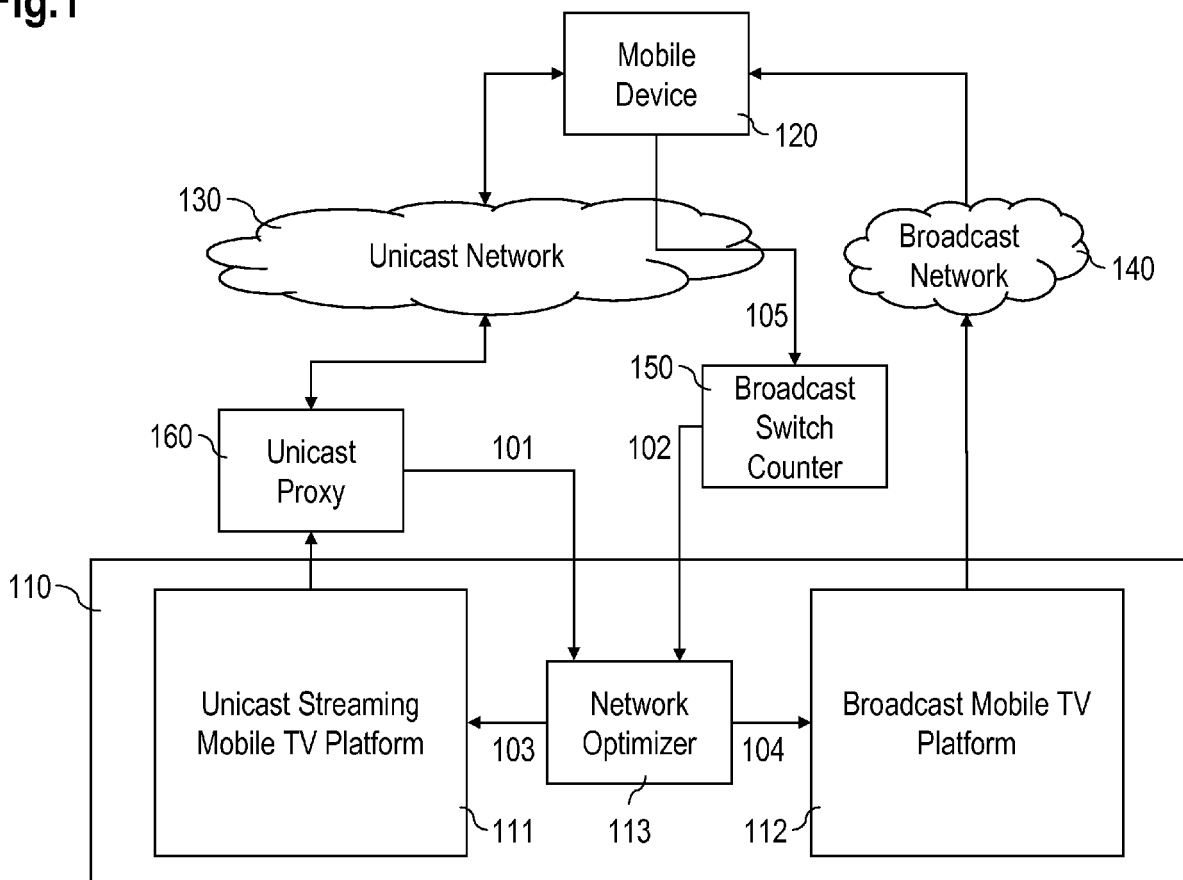 Fig.1
Mobile
Device
120
130
Unicast Network
Broadcast
Network
140
105
150
Broadcast
Switch
Counter
160
Unicast
Proxy
101
102
110
Unicast Streaming
Mobile TV Platform
111
103
Network
Optimizer
113
104
Broadcast Mobile TV
Platform
112